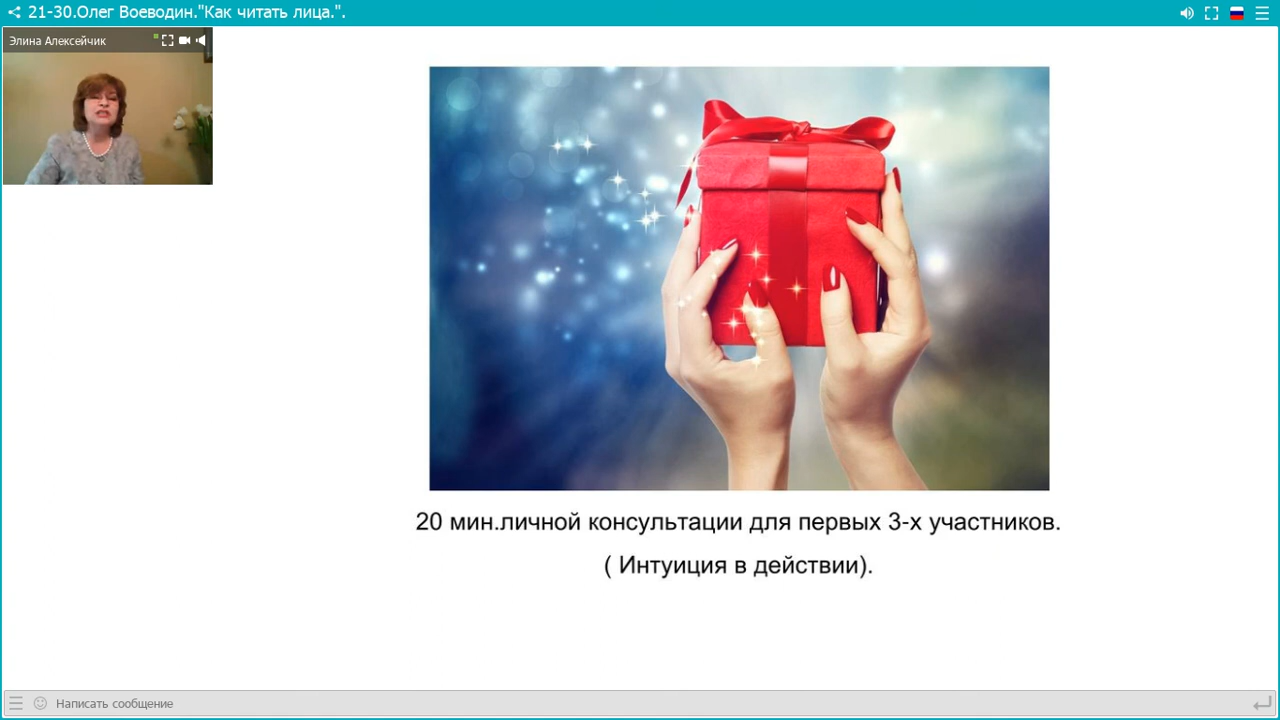 21-30.Олег Воеводин."Как читать лица.".
Элина Алексейчик
20 мин.личной консультации для первых 3-х участников.
( Интуиция в действии).
Написать сообщение